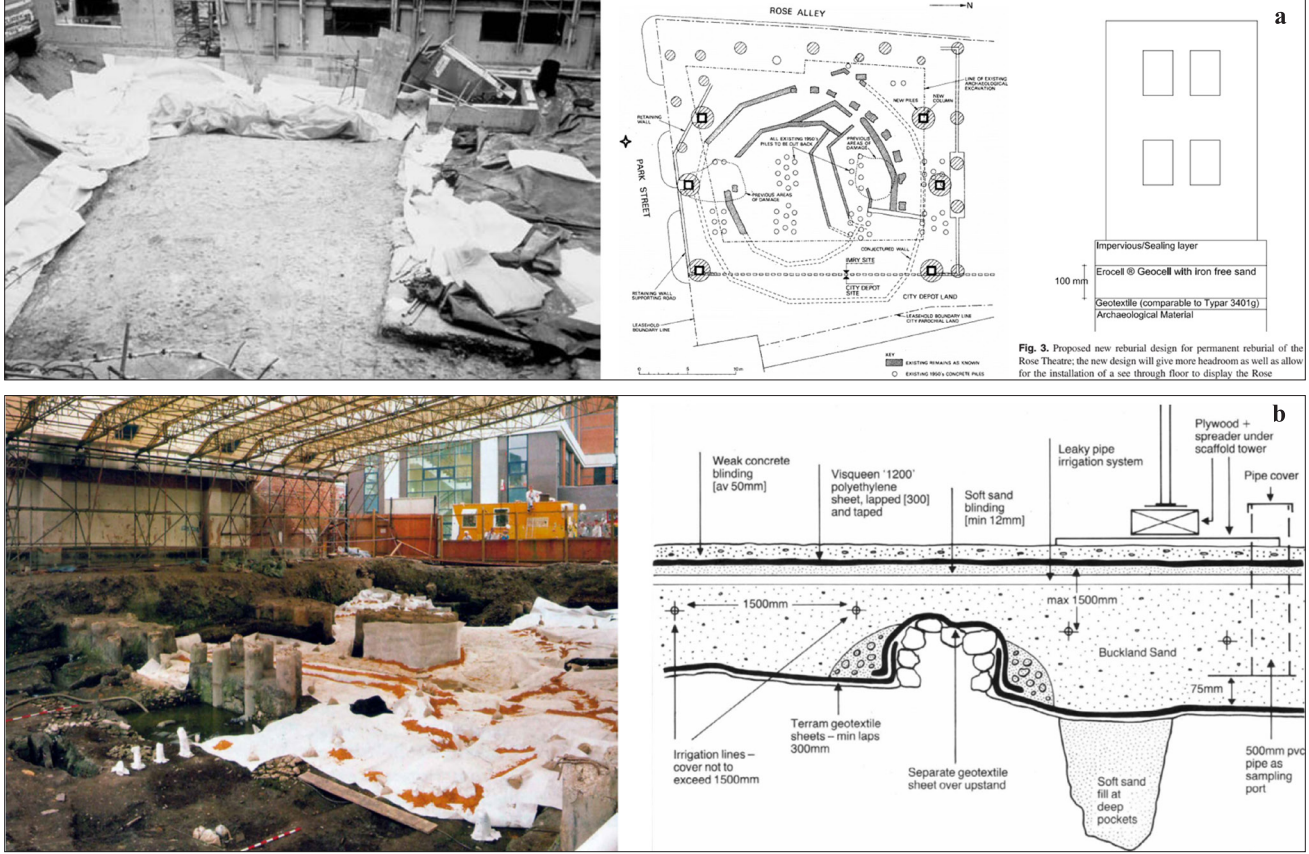 a
ROSE ALLEY
N
LINE OF EXISTING
ARCHAEOLOGICAL
EXCAVATION
NEW PILES
NEW
COLUMN
RETAINING
WALL
ALL EXISTING 1950's
PILES TO BE CUT BACK
PREVIOUS
AREAS OF
DAMAGE
PARK STREET
PREVIOUS AREAS
OF DAMAGE
CONJECTURED WALL
IMRY SITE
CITY DEPOT
SITE
CITY DEPOT LAND
RETAINING WALL
SUPPORTING ROAD
LEASEHOLD
BOUNDARY LINE
LEASEHOLD BOUNDARY LINE
CITY PAROCHIAL LAND
KEY
EXISTING REMAINS AS KNOWN
EXISTING 1950's CONCRETE PILES
0 5 10m
Impervious/Sealing layer
Erocell ® Geocell with iron free sand
100 mm
Geotextile (comparable to Typar 3401g)
Archaeological Material
Fig. 3. Proposed new reburial design for permanent reburial of the
Rose Theatre; the new design will give more headroom as well as allow
for the installation of a see through floor to display the Rose
b
Weak concrete
blinding
[av 50mm]
Visqueen '1200'
polyethylene
sheet, lapped [300]
and taped
Soft sand
blinding
[min 12mm]
Leaky pipe
irrigation system
Plywood +
spreader under
scaffold tower
Pipe cover
1500mm
max 1500mm
Buckland Sand
75mm
Irrigation lines –
cover not to
exceed 1500mm
Terram geotextile
sheets – min laps
300mm
Separate geotextile
sheet over upstand
Soft sand
fill at
deep
pockets
500mm pvc
pipe as
sampling
port